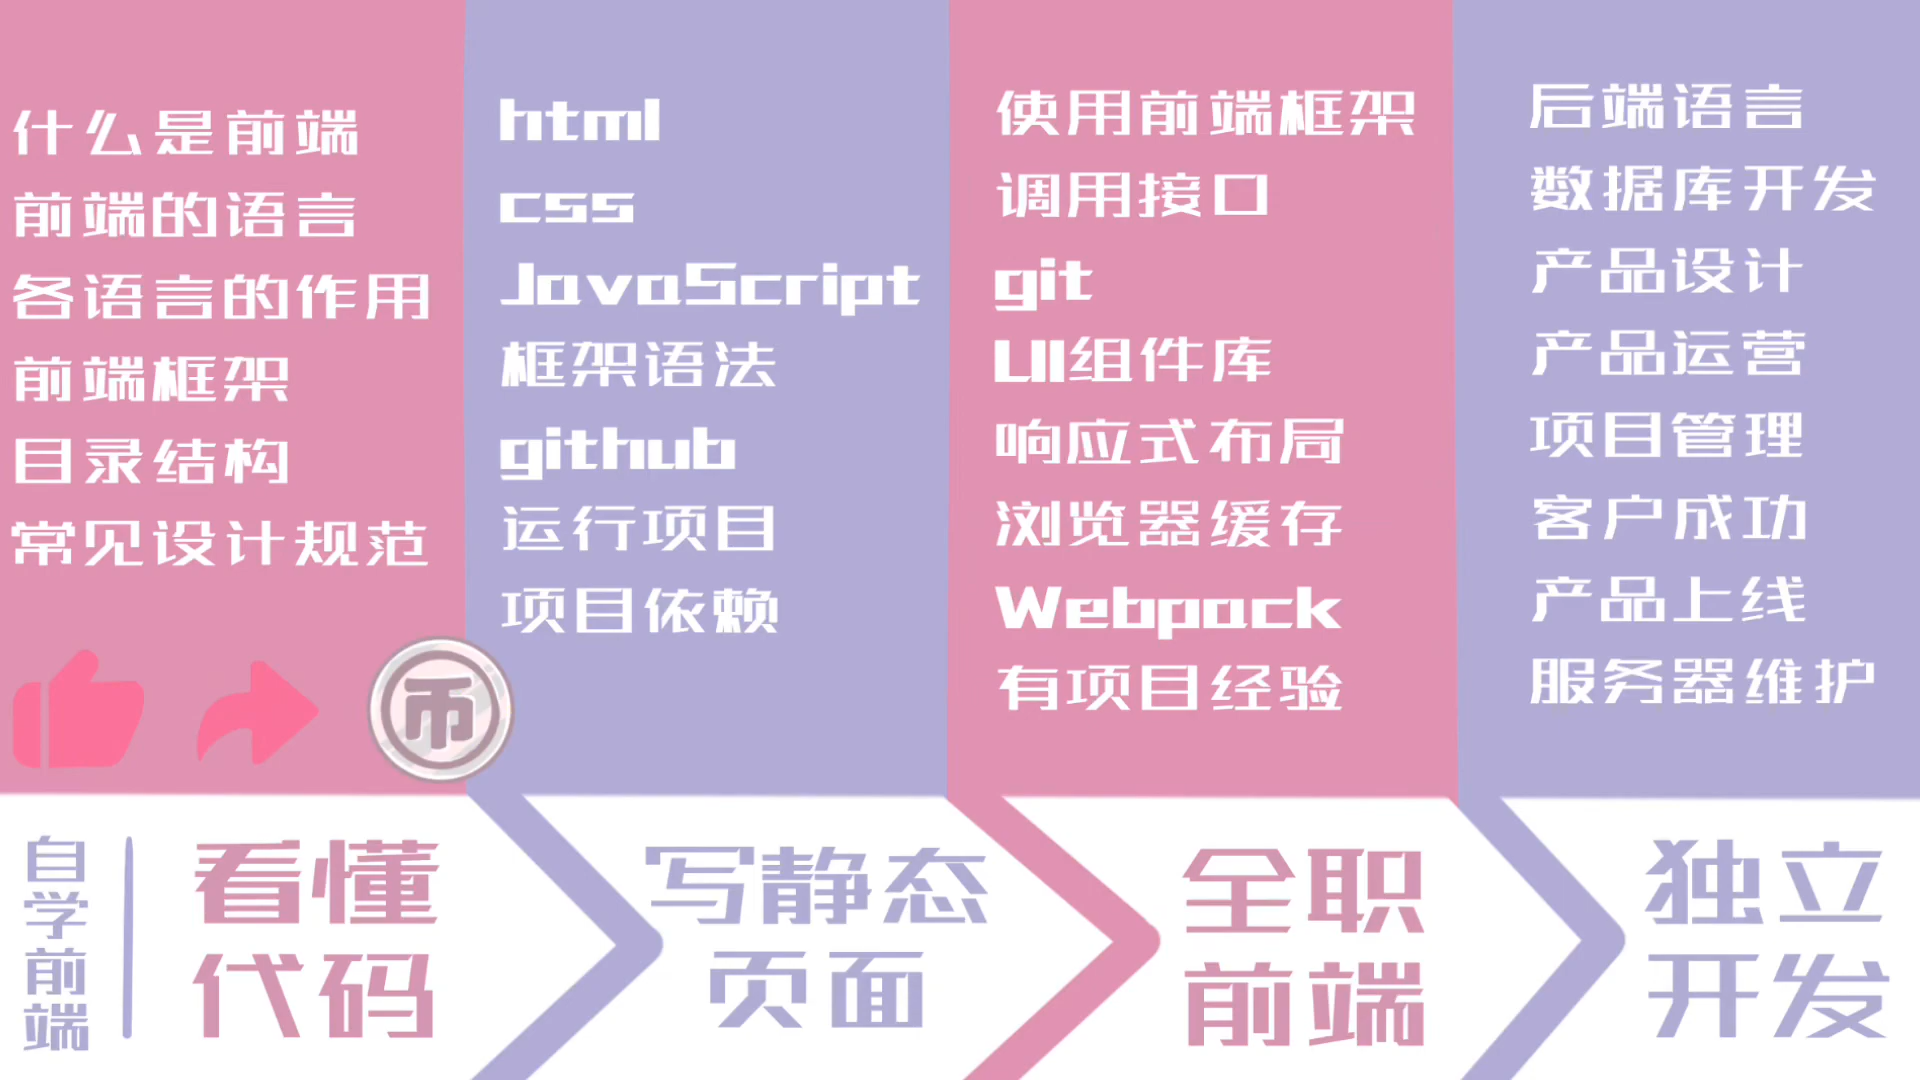 什么是前端
前端的语言
各语言的作用
前端框架
目录结构
常见设计规范
币
html
css
JavaScript
框架语法
github
运行项目
项目依赖
使用前端框架
调用接口
git
UI组件库
响应式布局
浏览器缓存
Webpack
有项目经验
后端语言
数据库开发
产品设计
产品运营
项目管理
客户成功
产品上线
服务器维护
自学前端
看懂
代码
写静态
页面
全职
前端
独立
开发